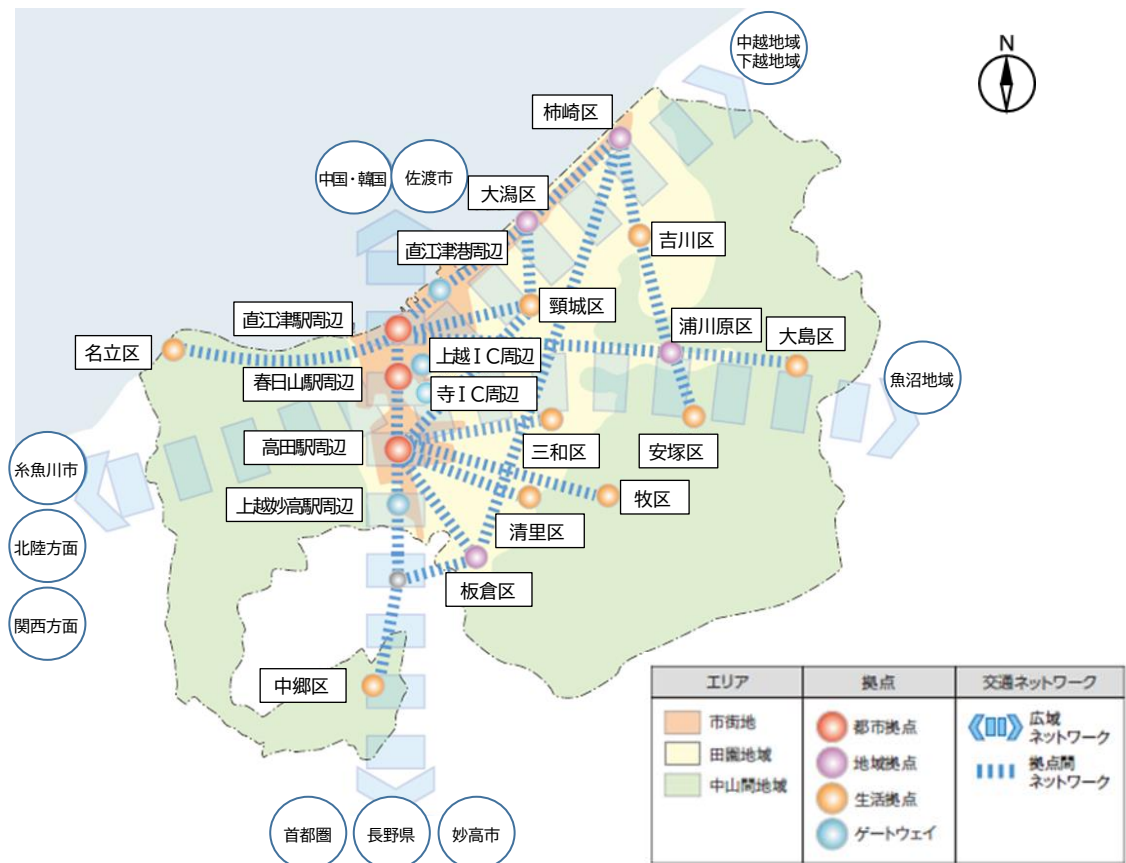 中越地域
下越地域
N
柿崎区
中国・韓国
佐渡市
大潟区
直江津港周辺
吉川区
頸城区
直江津駅周辺
浦川原区
大島区
名立区
上越IC周辺
春日山駅周辺
寺IC周辺
魚沼地域
高田駅周辺
三和区
安塚区
糸魚川市
上越妙高駅周辺
牧区
清里区
北陸方面
板倉区
関西方面
中郷区
首都圏
長野県
妙高市
エリア
市街地
田園地域
中山間地域
拠点
都市拠点
地域拠点
生活拠点
ゲートウェイ
交通ネットワーク
広域
ネットワーク
拠点間
ネットワーク